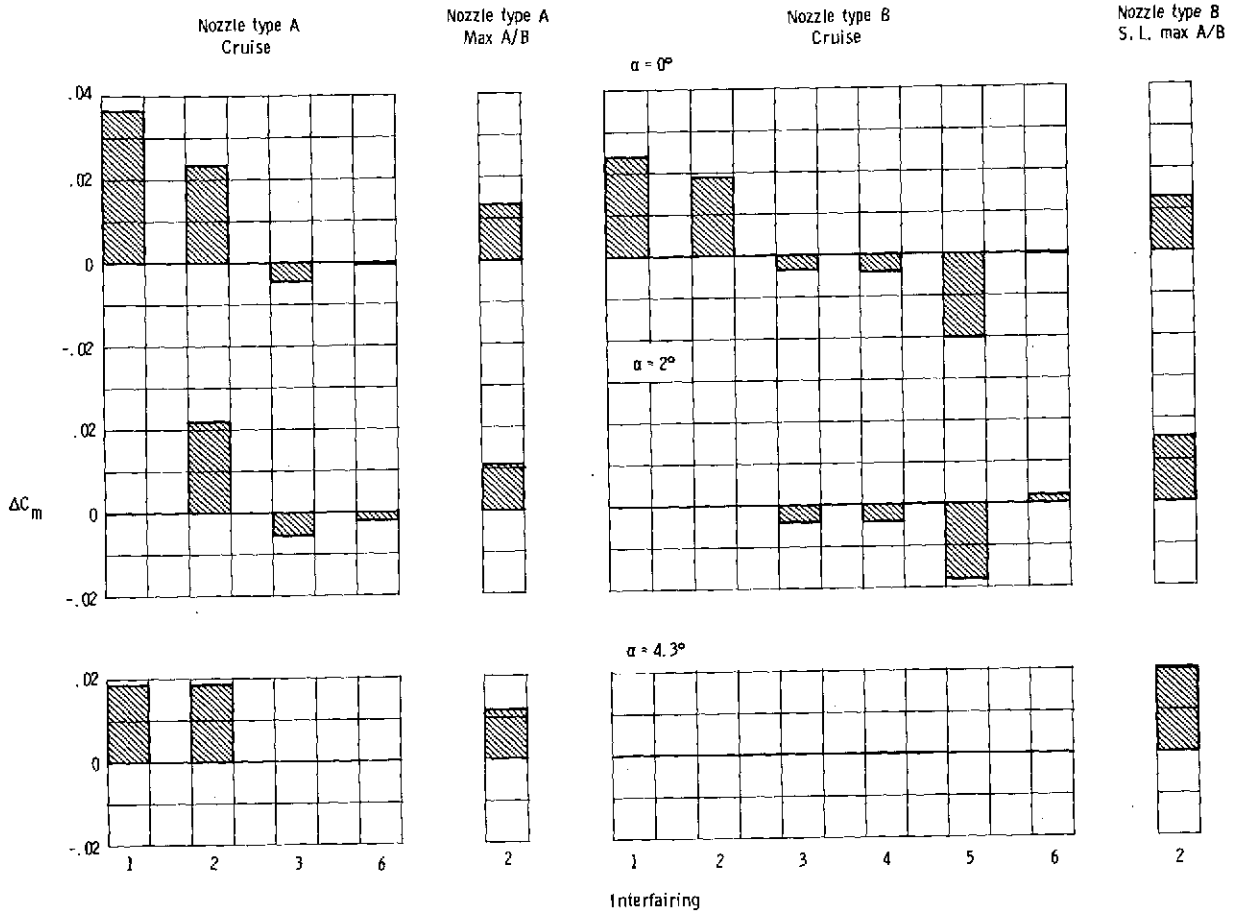 Nozzle type A
Cruise
Nozzle type A
Max A/B
Nozzle type B
Cruise
Nozzle type B
S. L. max A/B
α = 0°
.04
.02
0
-.02
α = 2°
.02
ΔCm
0
-.02
α = 4.3°
.02
0
-.02
1 2 3 6 2 1 2 3 4 5 6 2
Interfairing